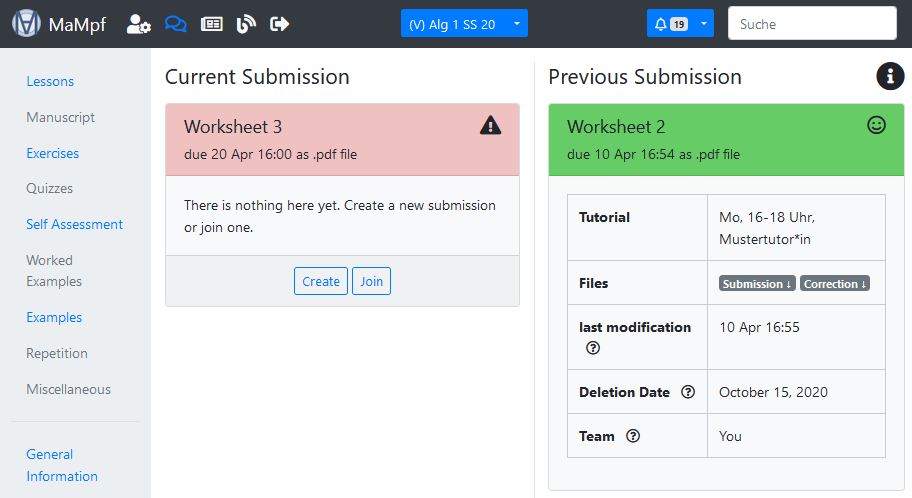 MaMpf
(V) Alg 1 SS 20
19
Suche
Lessons
Manuscript
Exercises
Quizzes
Self Assessment
Worked
Examples
Examples
Repetition
Miscellaneous
General
Information
Current Submission
Worksheet 3
due 20 Apr 16:00 as .pdf file
There is nothing here yet. Create a new submission
or join one.
Create Join
Previous Submission
Worksheet 2
due 10 Apr 16:54 as .pdf file
Tutorial Mo, 16-18 Uhr,
Mustertutor*in
Files Submission ↓ Correction ↓
last modification 10 Apr 16:55
Deletion Date October 15, 2020
Team You